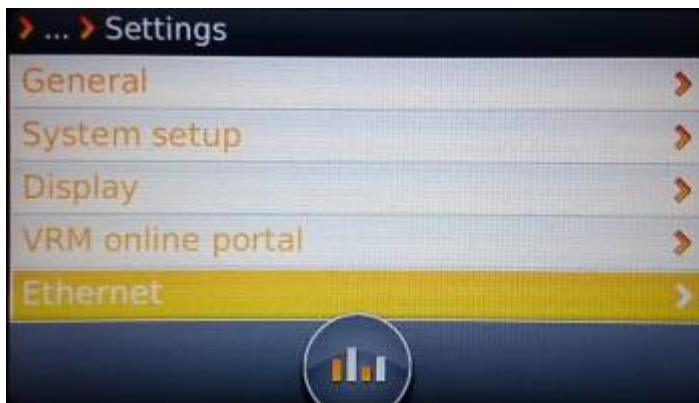 ... Settings
General
System setup
Display
VRM online portal
Ethernet